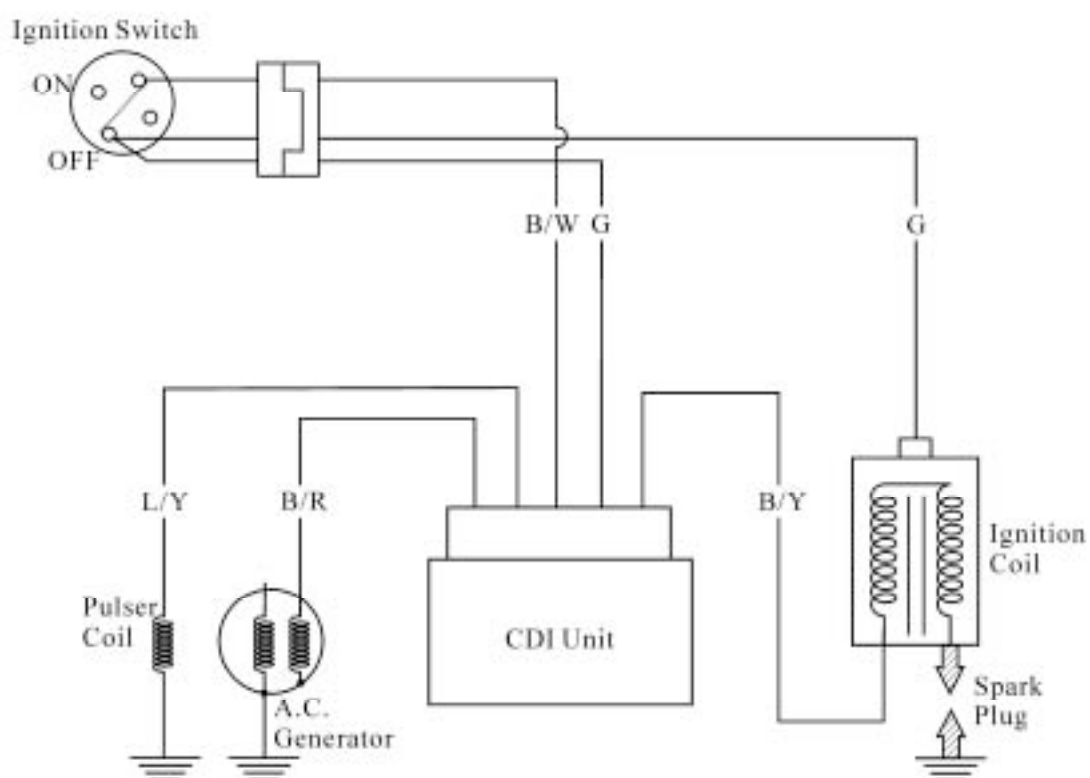 Ignition Switch
ON
OFF
B/W G
G
L/Y
B/R
B/Y
Ignition
Coil
Pulser
Coil
CDI Unit
A.C.
Generator
Spark
Plug